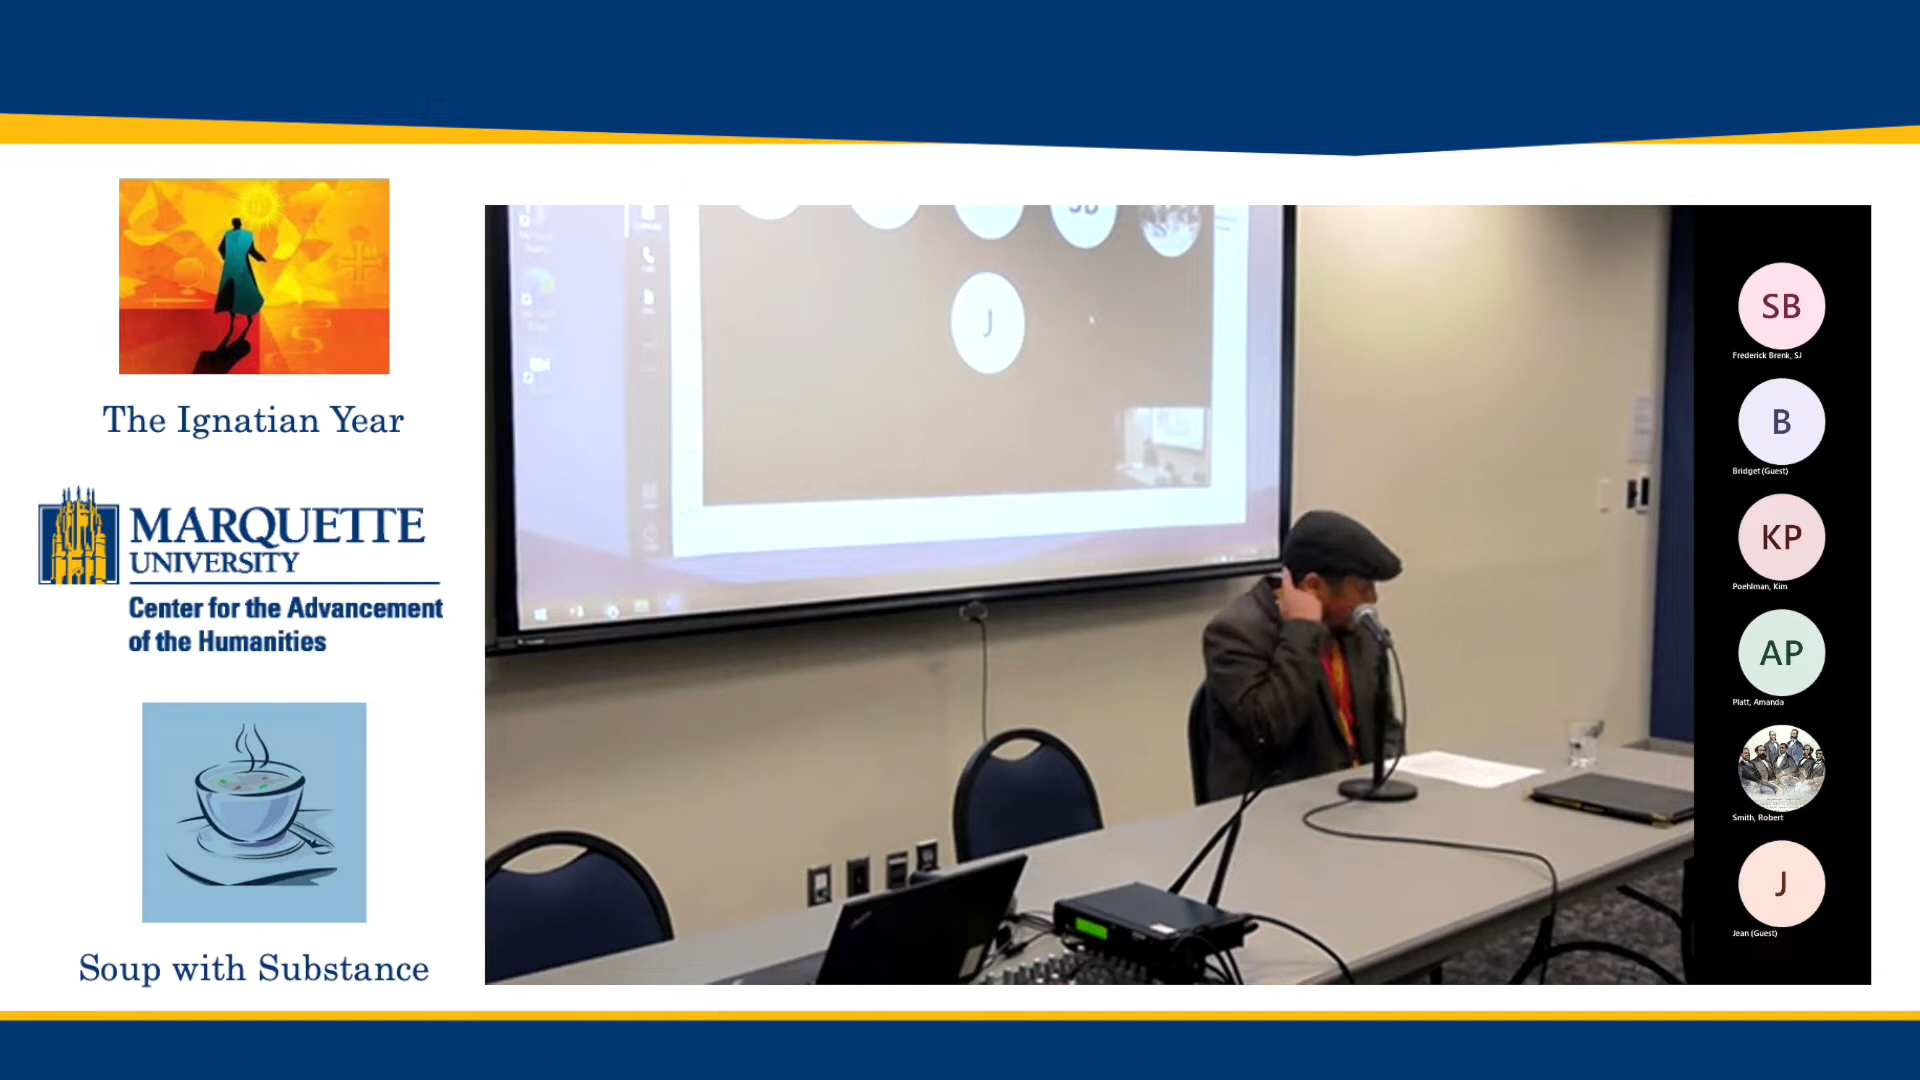 The Ignatian Year
MARQUETTE
UNIVERSITY
Center for the Advancement
of the Humanities
Soup with Substance
J
SB
Frederick Brenk, SJ
B
Bridget (Guest)
KP
Poehlman, Kim
AP
Platt, Amanda
Smith, Robert
J
Jean (Guest)